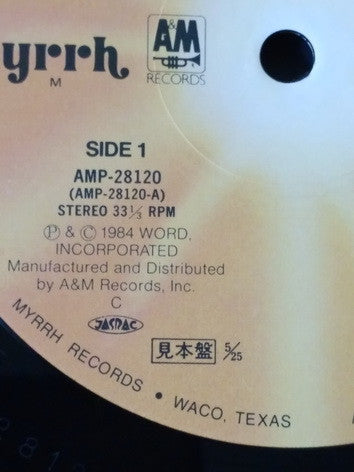 yrrh
M
A&M
RECORDS
SIDE 1
AMP-28120
(AMP-28120-A)
STEREO 33⅓ RPM
Ⓟ & © 1984 WORD,
INCORPORATED
Manufactured and Distributed
by A&M Records, Inc.
C
JASRAC
見本盤 5/25
MYRRH RECORDS • WACO, TEXAS